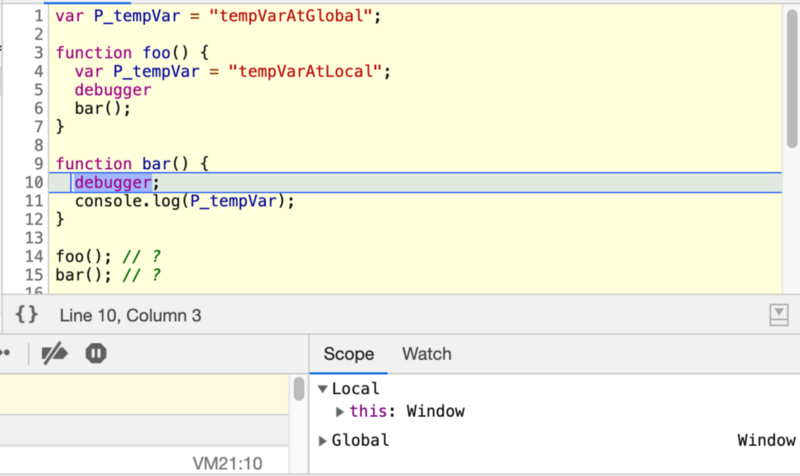 1 var P_tempVar = "tempVarAtGlobal";
2
3 function foo() {
4   var P_tempVar = "tempVarAtLocal";
5   debugger
6   bar();
7 }
8
9 function bar() {
10   debugger;
11   console.log(P_tempVar);
12 }
13
14 foo(); // ?
15 bar(); // ?
16
{} Line 10, Column 3
Scope Watch
Local
this: Window
Global Window
VM21:10